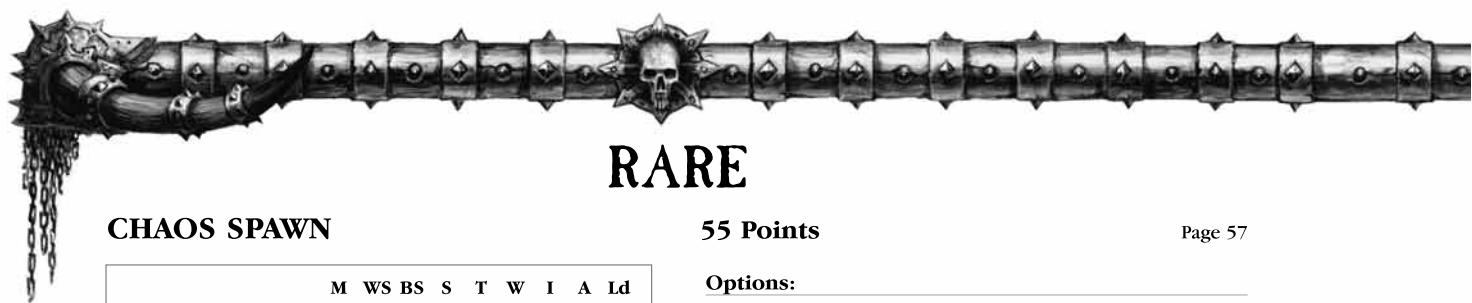 RARE
CHAOS SPAWN 55 Points Page 57
M WS BS S T W I A Ld Options: